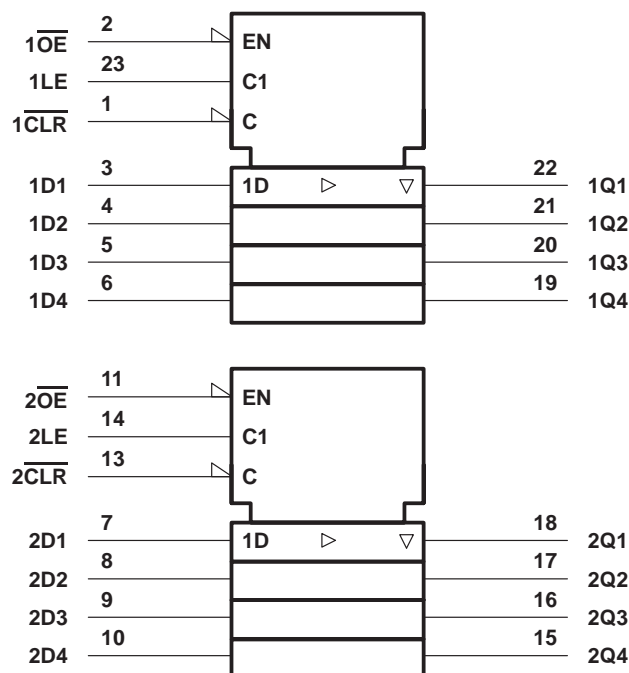 1OE 2 EN
1LE 23 C1
1CLR 1 C
1D1 3 1D 22 1Q1
1D2 4 21 1Q2
1D3 5 20 1Q3
1D4 6 19 1Q4
2OE 11 EN
2LE 14 C1
2CLR 13 C
2D1 7 1D 18 2Q1
2D2 8 17 2Q2
2D3 9 16 2Q3
2D4 10 15 2Q4